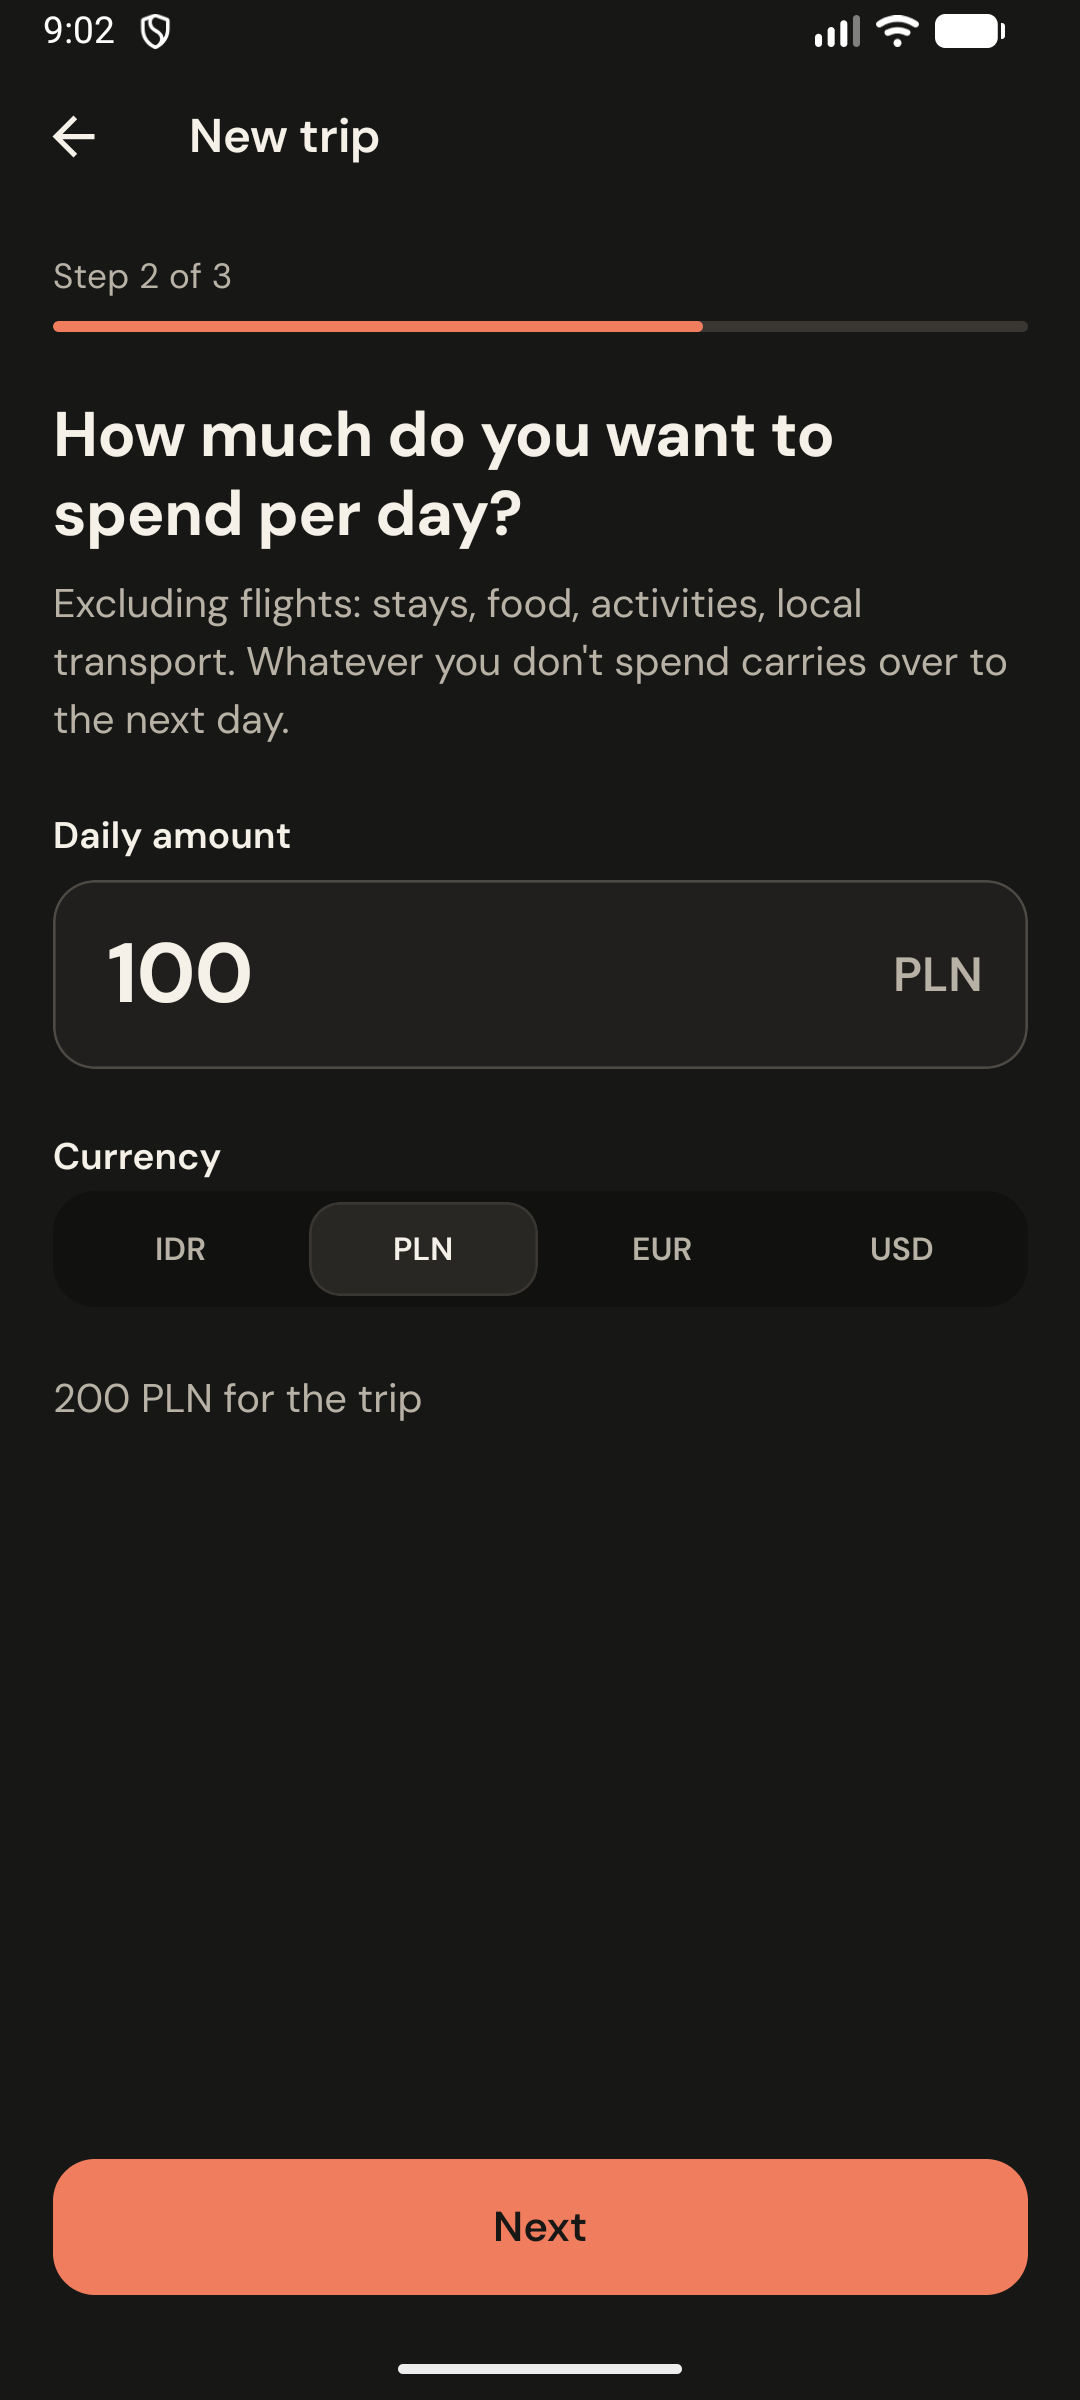 9:02
New trip
Step 2 of 3
How much do you want to
spend per day?
Excluding flights: stays, food, activities, local
transport. Whatever you don't spend carries over to
the next day.
Daily amount
100 PLN
Currency
IDR PLN EUR USD
200 PLN for the trip
Next